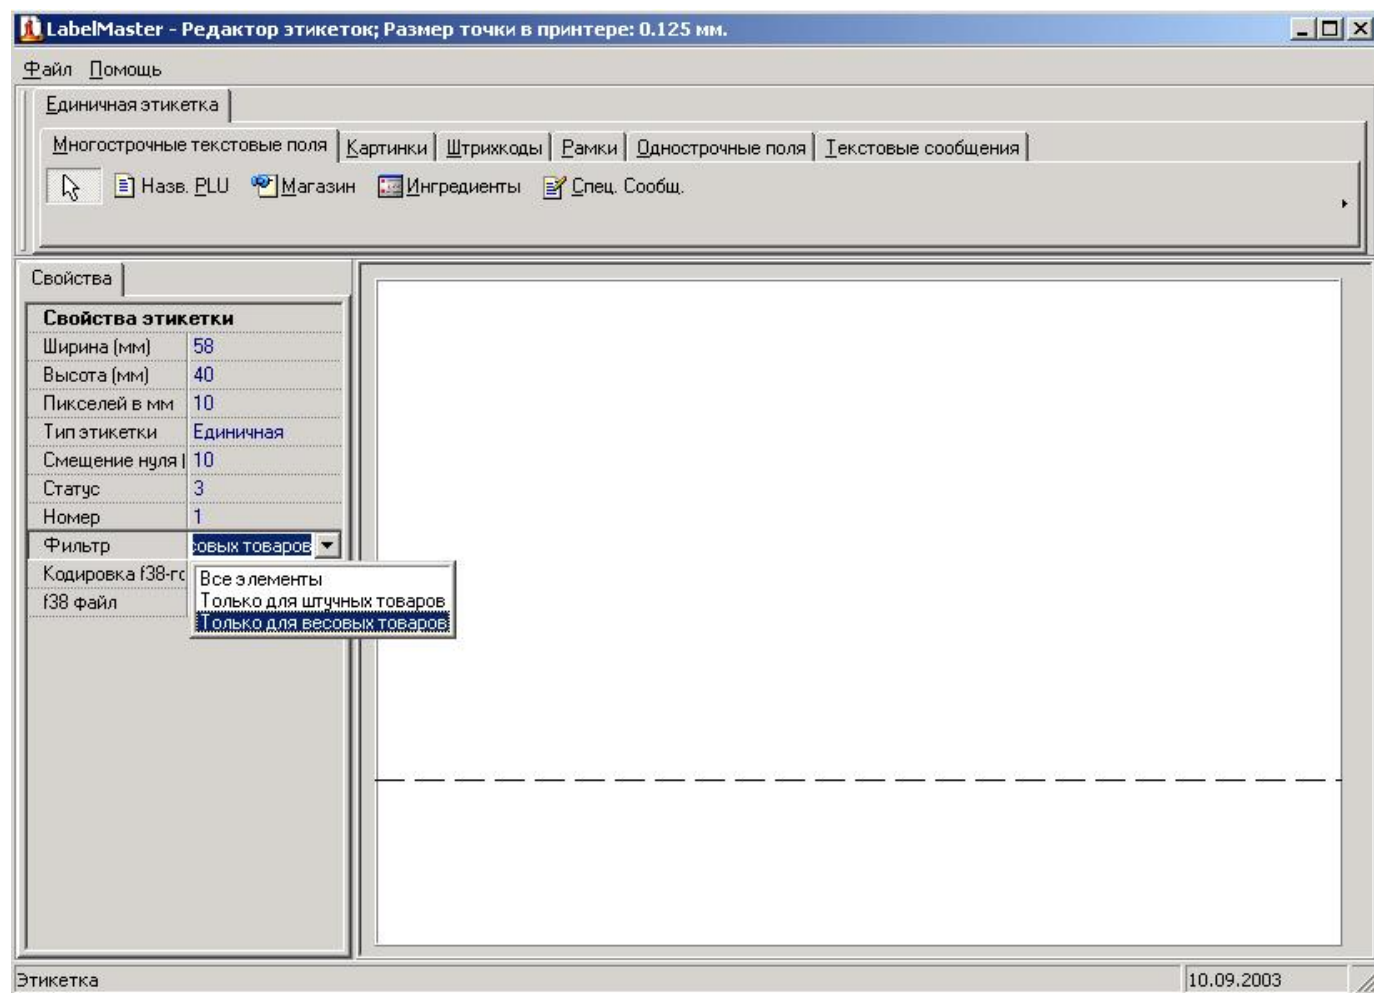 LabelMaster - Редактор этикеток; Размер точки в принтере: 0.125 мм.
Файл Помощь
Единичная этикетка
Многострочные текстовые поля Картинки Штрихкоды Рамки Однострочные поля Текстовые сообщения
Назв. PLU Магазин Ингредиенты Спец. Сообщ.
Свойства
Свойства этикетки
Ширина (мм) 58
Высота (мм) 40
Пикселей в мм 10
Тип этикетки Единичная
Смещение нуля 10
Статус 3
Номер 1
Фильтр совых товаров
Кодировка f38-го
Все элементы
f38 файл
Только для штучных товаров
Только для весовых товаров
Этикетка 10.09.2003